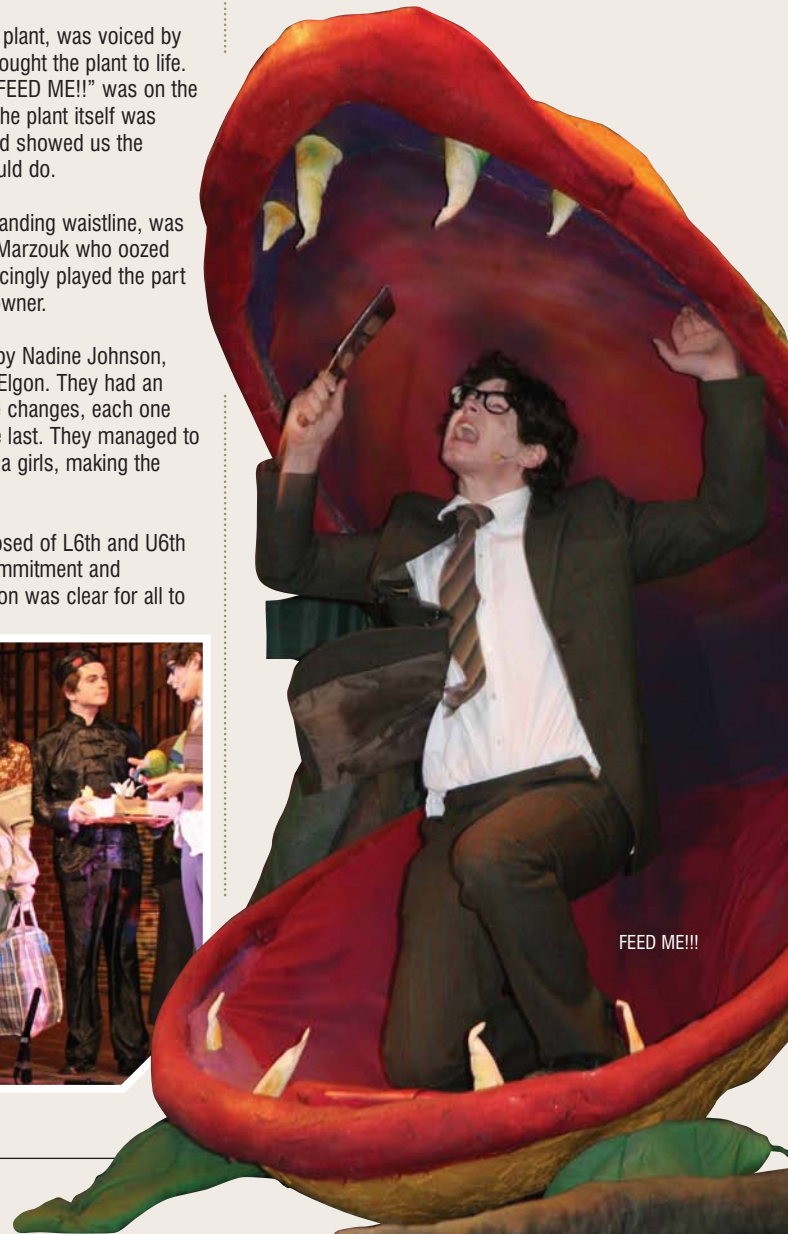 plant, was voiced by
ought the plant to life.
FEED ME!!” was on the
he plant itself was
d showed us the
uld do.
anding waistline, was
Marzouk who oozed
cingly played the part
owner.
by Nadine Johnson,
Elgon. They had an
changes, each one
e last. They managed to
a girls, making the
osed of L6th and U6th
mmitment and
on was clear for all to
FEED ME!!!